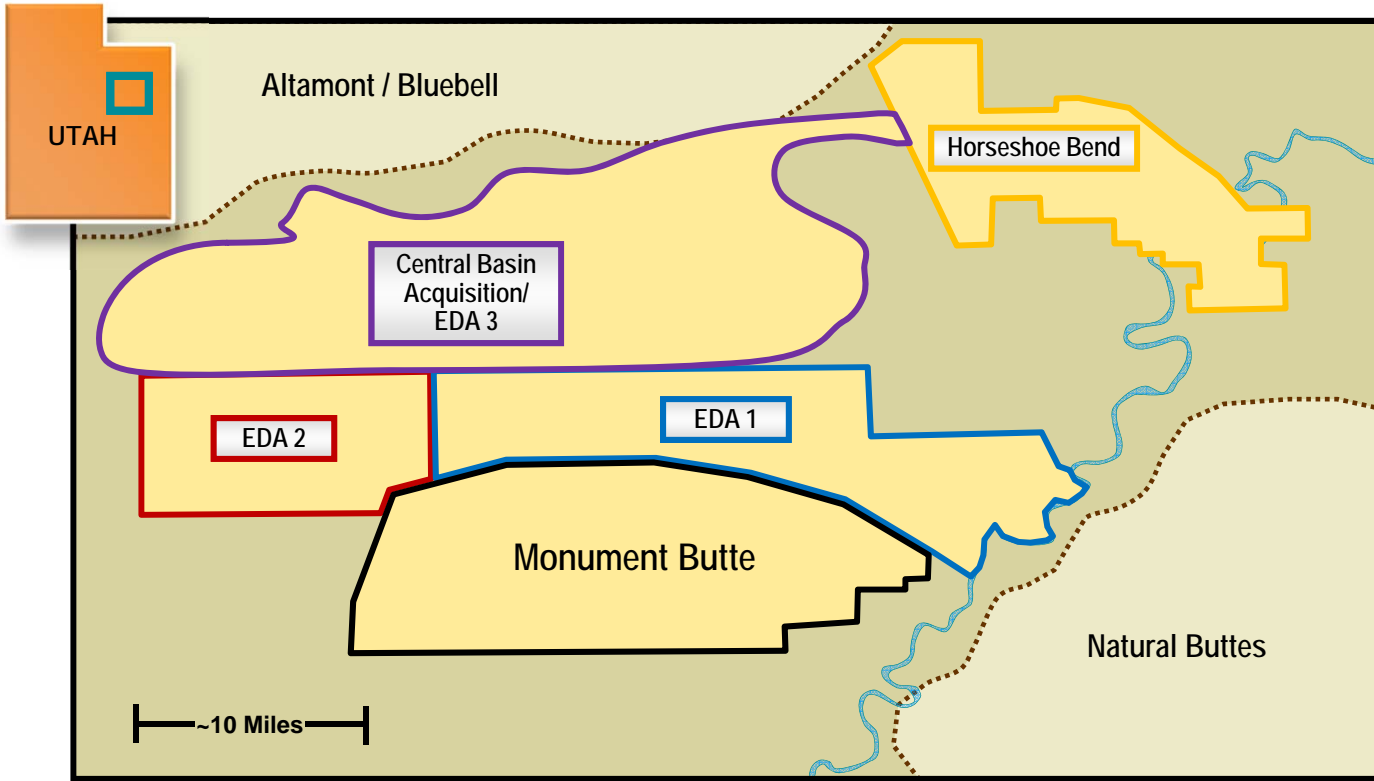 UTAH
Altamont / Bluebell
Horseshoe Bend
Central Basin
Acquisition/
EDA 3
EDA 2
EDA 1
Monument Butte
Natural Buttes
~10 Miles